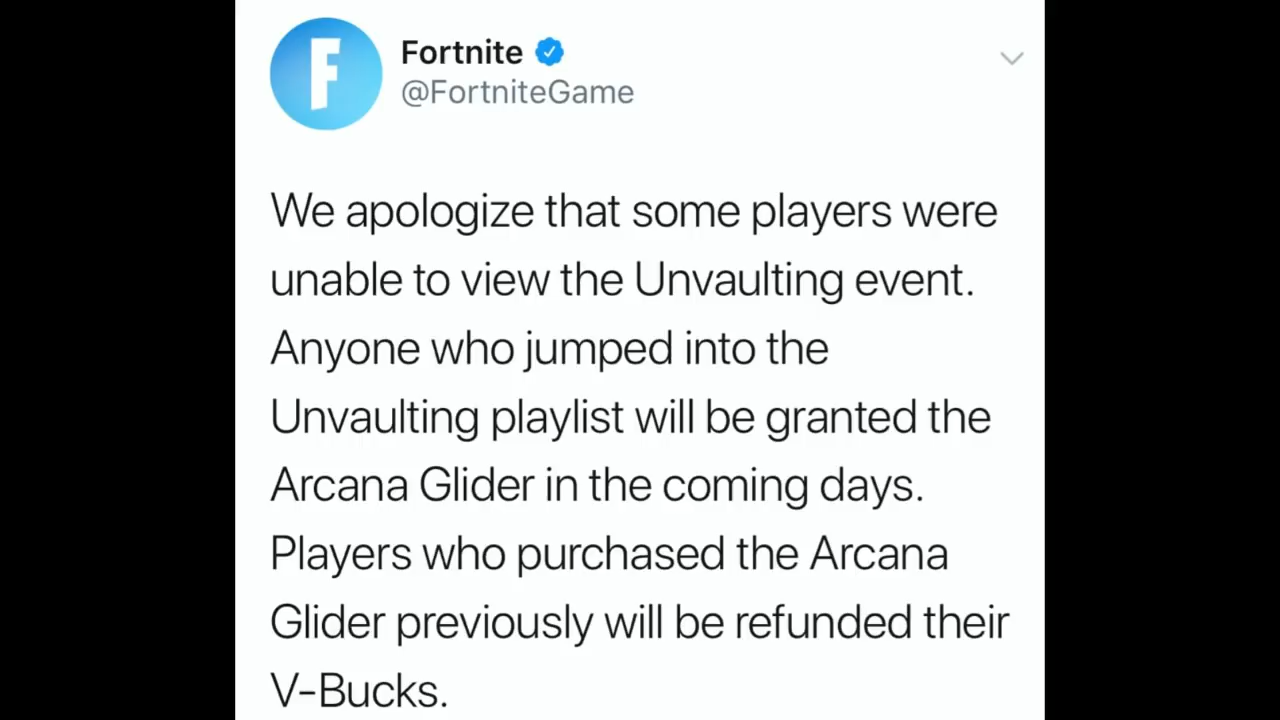 Fortnite
@FortniteGame
We apologize that some players were
unable to view the Unvaulting event.
Anyone who jumped into the
Unvaulting playlist will be granted the
Arcana Glider in the coming days.
Players who purchased the Arcana
Glider previously will be refunded their
V-Bucks.